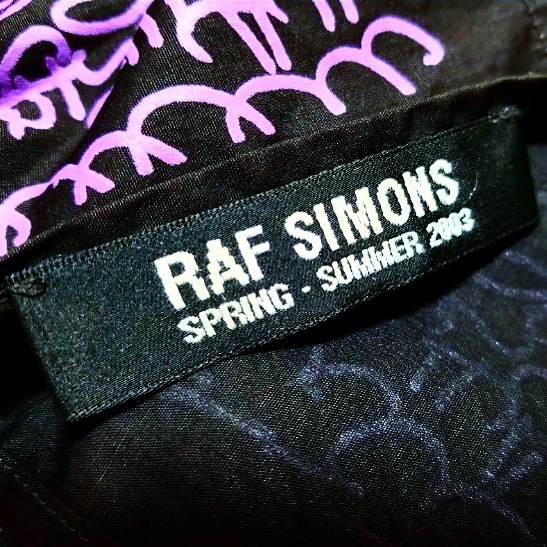 RAF SIMONS
SPRING - SUMMER 2003